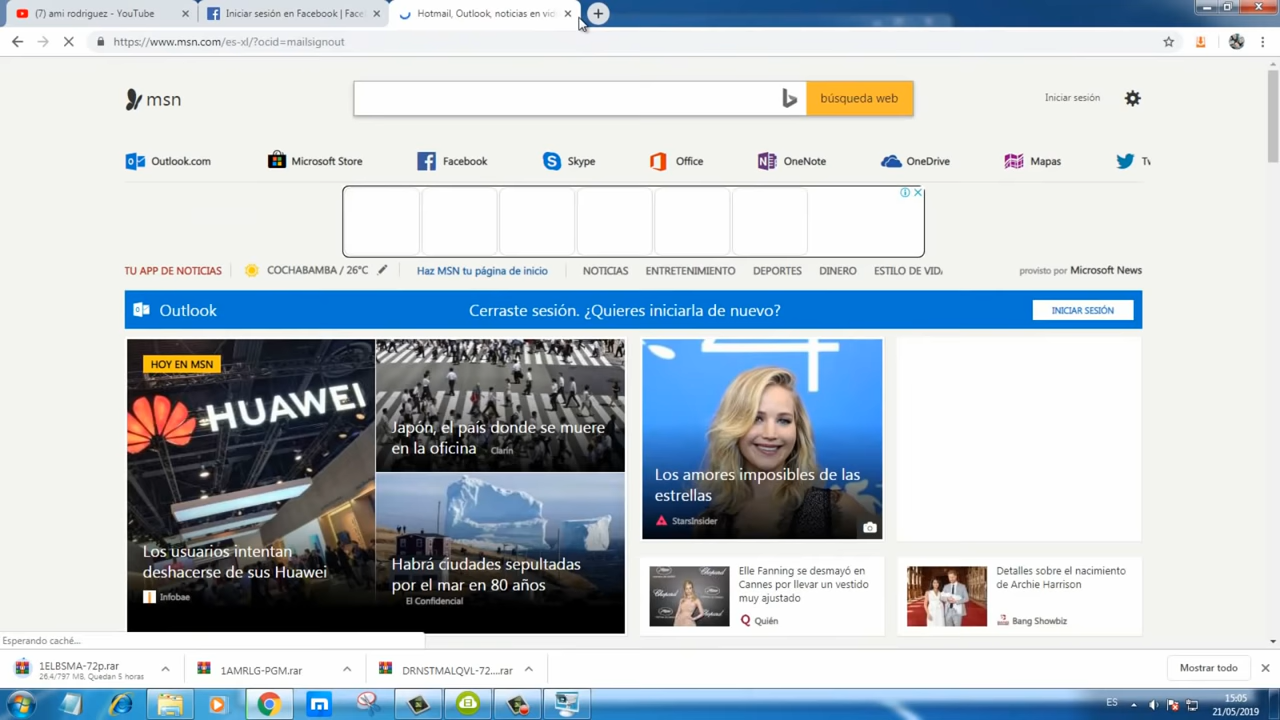 (7) ami rodriguez - YouTube
Iniciar sesión en Facebook | Face
Hotmail, Outlook, noticias en vio
https://www.msn.com/es-xl/?ocid=mailsignout
msn
búsqueda web
Iniciar sesión
Outlook.com
Microsoft Store
Facebook
Skype
Office
OneNote
OneDrive
Mapas
Tw
TU APP DE NOTICIAS
COCHABAMBA / 26°C
Haz MSN tu página de inicio
NOTICIAS
ENTRETENIMIENTO
DEPORTES
DINERO
ESTILO DE VIDA
provisto por Microsoft News
Outlook
Cerraste sesión. ¿Quieres iniciarla de nuevo?
INICIAR SESIÓN
HOY EN MSN
HUAWEI
Los usuarios intentan
deshacerse de sus Huawei
Infobae
Japón, el país donde se muere
en la oficina Clarín
Habrá ciudades sepultadas
por el mar en 80 años
El Confidencial
Los amores imposibles de las
estrellas
StarsInsider
Elle Fanning se desmayó en
Cannes por llevar un vestido
muy ajustado
Quién
Detalles sobre el nacimiento
de Archie Harrison
Bang Showbiz
Esperando caché...
1ELBSMA-72p.rar
26.4/797 MB, Quedan 5 horas
1AMRLG-PGM.rar
DRNSTMALQVL-72....rar
Mostrar todo
ES
15:05
21/05/2019